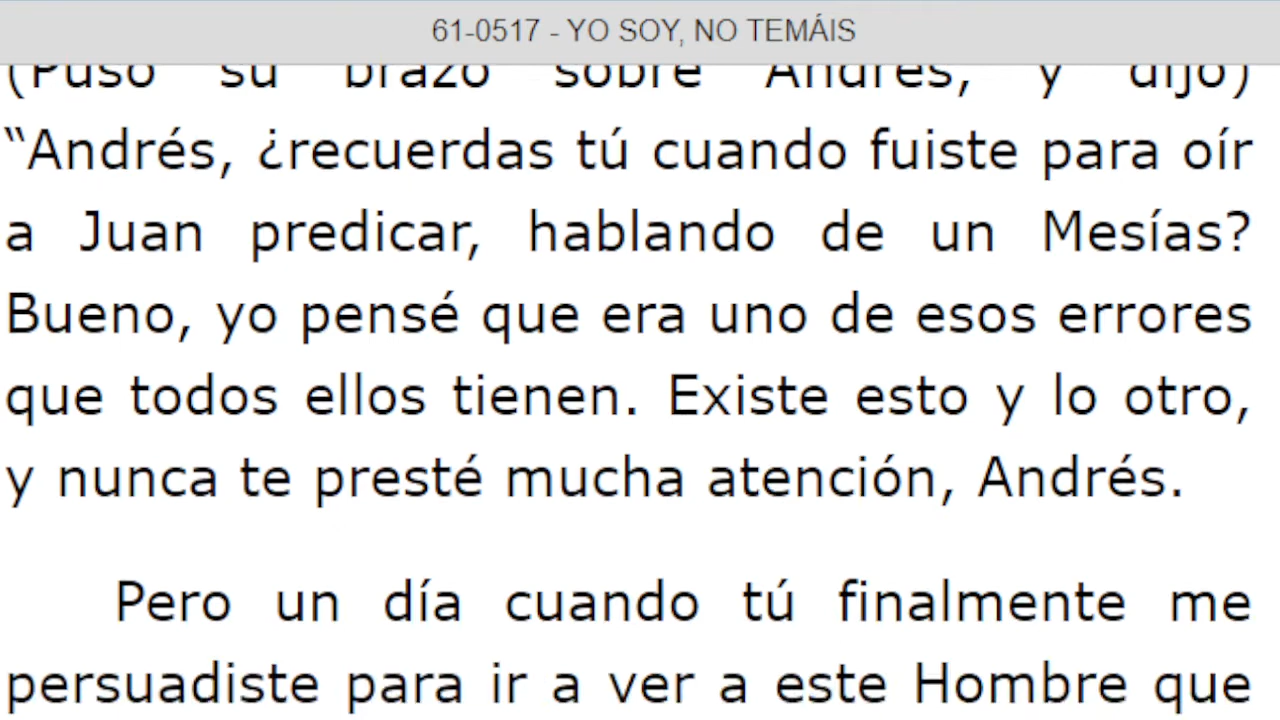 61-0517 - YO SOY, NO TEMÁIS
(Puso su brazo sobre Andrés, y dijo)
“Andrés, ¿recuerdas tú cuando fuiste para oír
a Juan predicar, hablando de un Mesías?
Bueno, yo pensé que era uno de esos errores
que todos ellos tienen. Existe esto y lo otro,
y nunca te presté mucha atención, Andrés.
Pero un día cuando tú finalmente me
persuadiste para ir a ver a este Hombre que